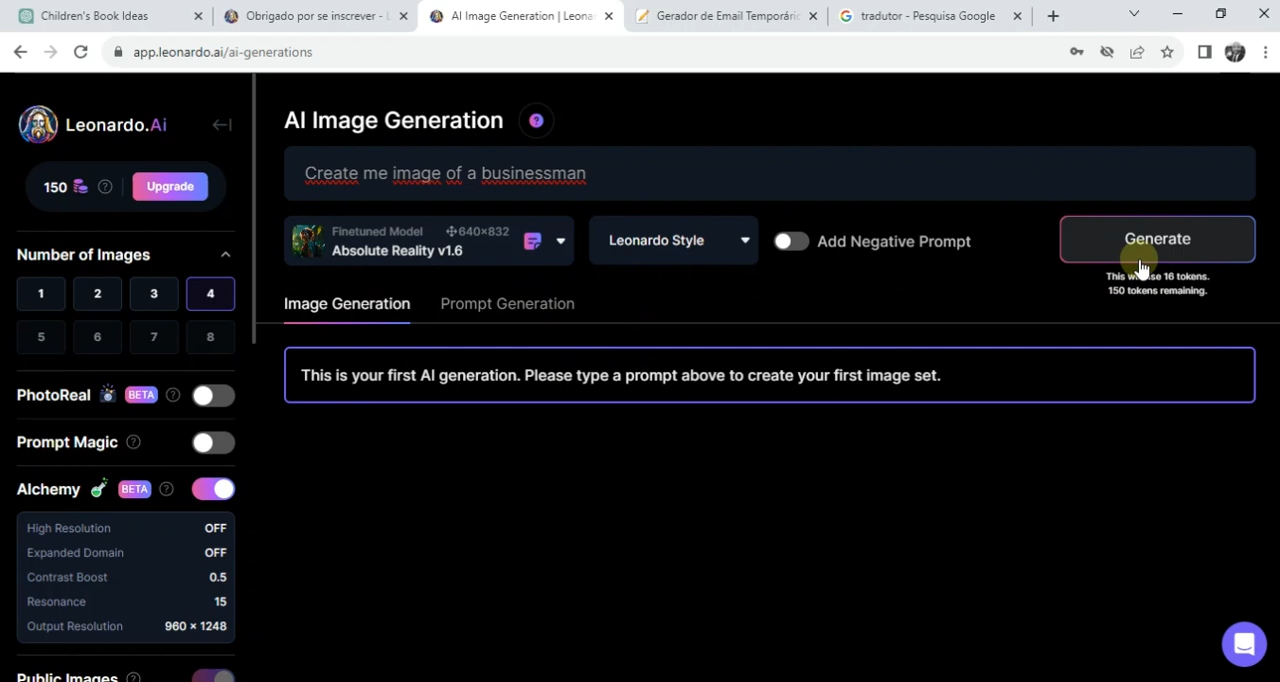 Children's Book Ideas
Obrigado por se inscrever - L
AI Image Generation | Leona
Gerador de Email Temporári
tradutor - Pesquisa Google
app.leonardo.ai/ai-generations
Leonardo.Ai
150
Upgrade
Number of Images
1 2 3 4
5 6 7 8
PhotoReal BETA
Prompt Magic
Alchemy BETA
High Resolution OFF
Expanded Domain OFF
Contrast Boost 0.5
Resonance 15
Output Resolution 960 × 1248
Public Images
AI Image Generation
Create me image of a businessman
Finetuned Model 640×832
Absolute Reality v1.6
Leonardo Style
Add Negative Prompt
Generate
This use 16 tokens.
150 tokens remaining.
Image Generation Prompt Generation
This is your first AI generation. Please type a prompt above to create your first image set.